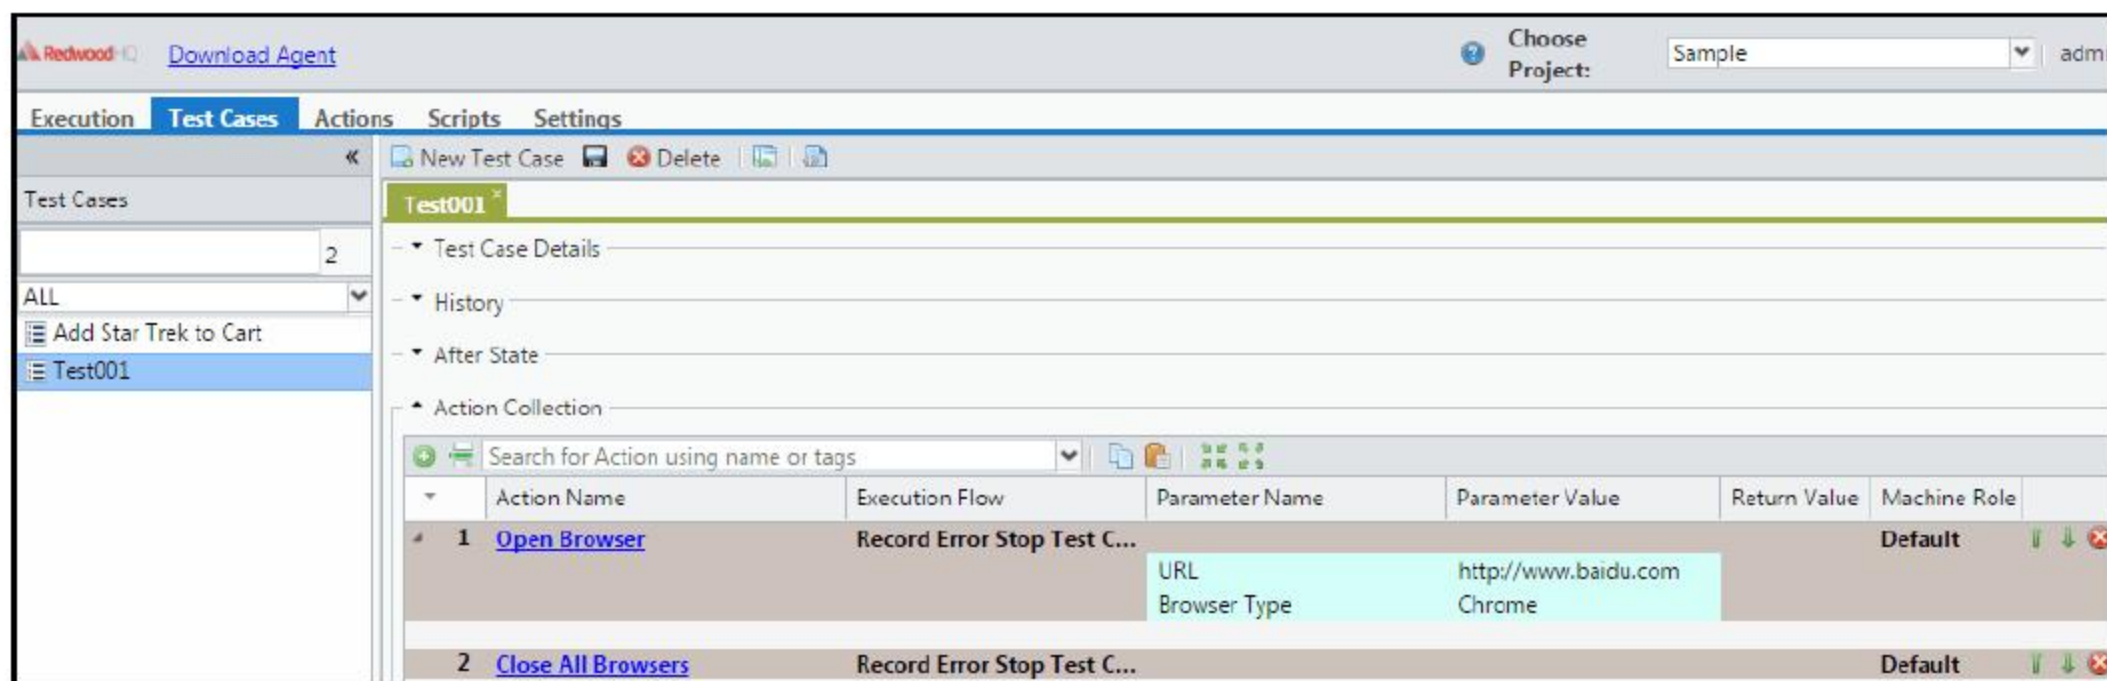 RedwoodHQ Download Agent Choose Project: Sample admi
Execution Test Cases Actions Scripts Settings
« New Test Case Delete
Test Cases Test001
2 Test Case Details
ALL History
Add Star Trek to Cart
Test001 After State
Action Collection
Search for Action using name or tags
Action Name Execution Flow Parameter Name Parameter Value Return Value Machine Role
1 Open Browser Record Error Stop Test C... Default
URL http://www.baidu.com
Browser Type Chrome
2 Close All Browsers Record Error Stop Test C... Default